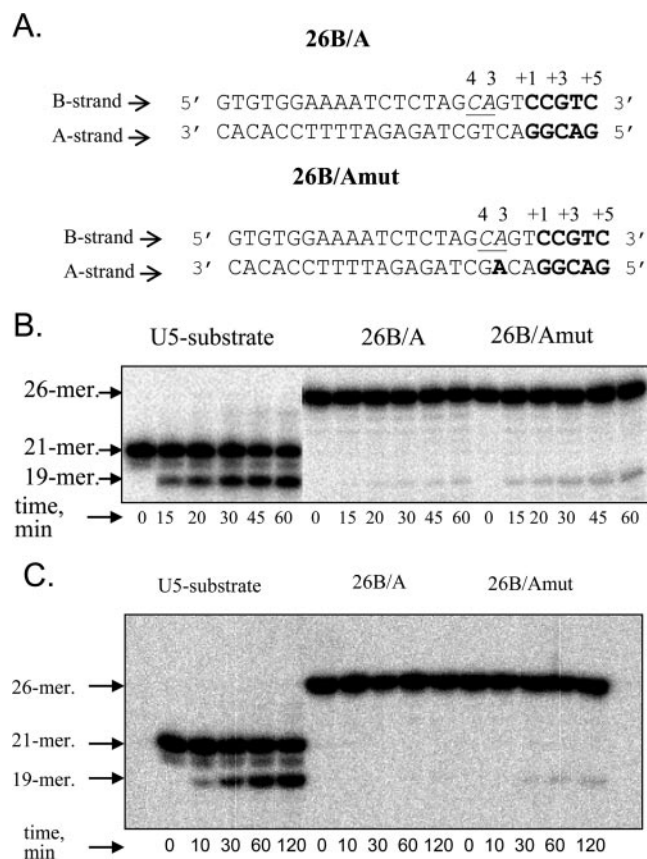 A.
26B/A
4 3 +1 +3 +5
B-strand → 5′ GTGTGGAAAATCTCTAGCAGTCCGTC 3′
A-strand → 3′ CACACCTTTTAGAGATCGTCAGGCAG 5′
26B/Amut
4 3 +1 +3 +5
B-strand → 5′ GTGTGGAAAATCTCTAGCAGTCCGTC 3′
A-strand → 3′ CACACCTTTTAGAGATCGACAGGCAG 5′
B.
U5-substrate 26B/A 26B/Amut
26-mer.
21-mer.
19-mer.
time, min 0 15 20 30 45 60 0 15 20 30 45 60 0 15 20 30 45 60
C.
U5-substrate 26B/A 26B/Amut
26-mer.
21-mer.
19-mer.
time, min 0 10 30 60 120 0 10 30 60 120 0 10 30 60 120